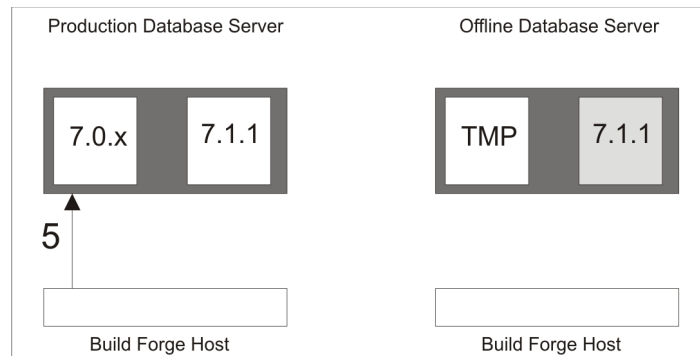 Production Database Server
Offline Database Server
7.0.x
7.1.1
TMP
7.1.1
5
Build Forge Host
Build Forge Host